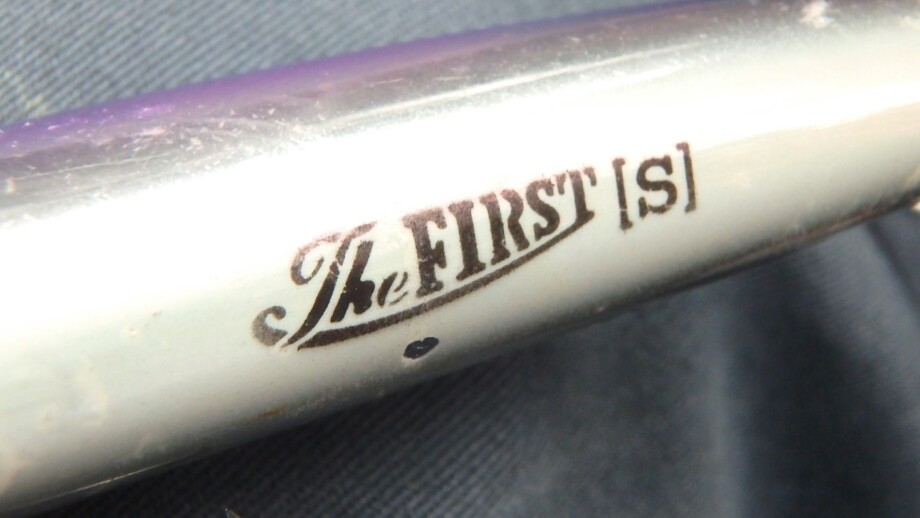 The FIRST [S]